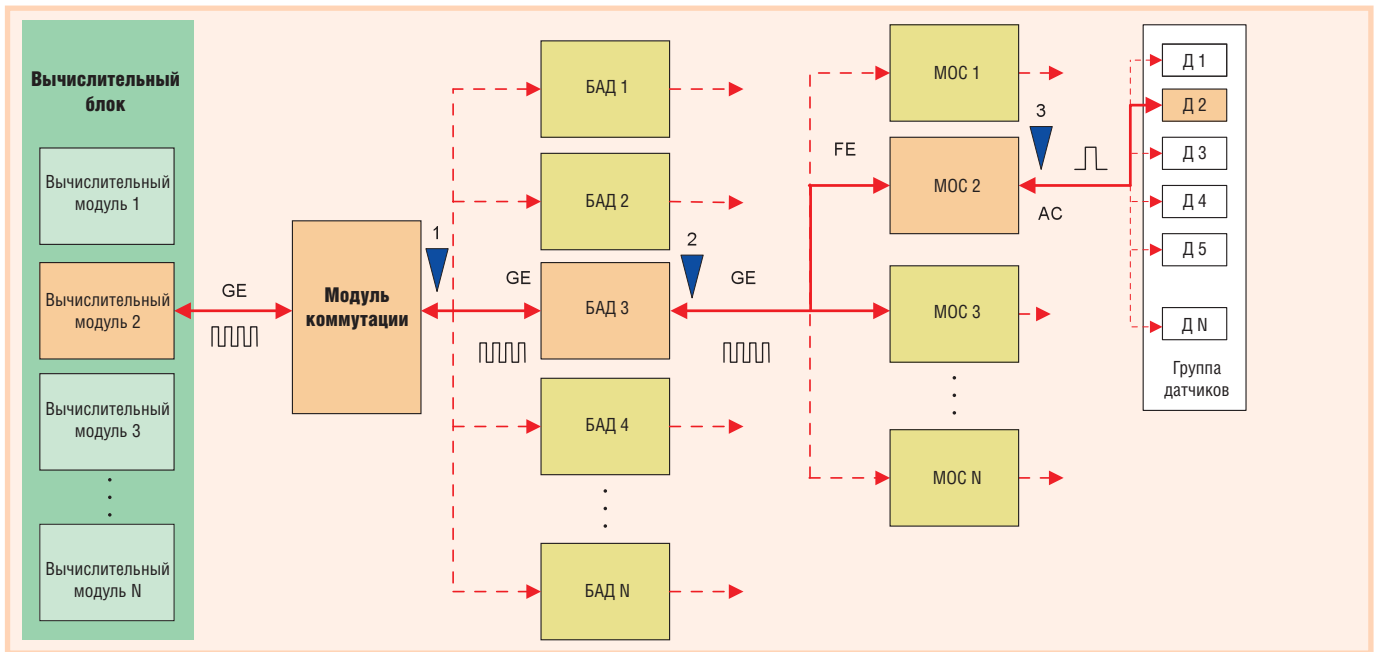 Вычислительный
блок
Вычислительный
модуль 1
Вычислительный
модуль 2
Вычислительный
модуль 3
Вычислительный
модуль N
GE
Модуль
коммутации
1
GE
БАД 1
БАД 2
БАД 3
БАД 4
БАД N
2
GE
FE
МОС 1
МОС 2
МОС 3
МОС N
3
АС
Д 1
Д 2
Д 3
Д 4
Д 5
Д N
Группа
датчиков